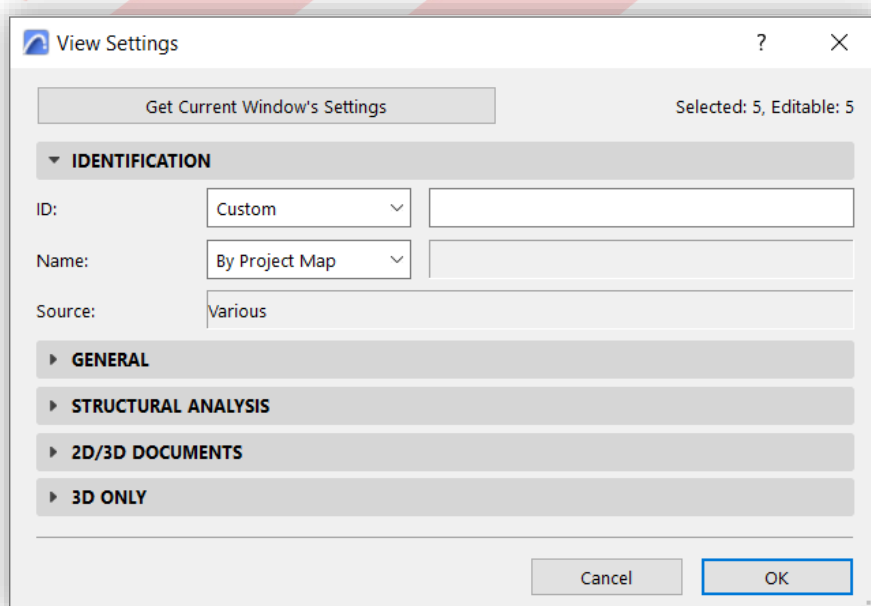 View Settings ? ×
Get Current Window's Settings Selected: 5, Editable: 5
IDENTIFICATION
ID: Custom
Name: By Project Map
Source: Various
GENERAL
STRUCTURAL ANALYSIS
2D/3D DOCUMENTS
3D ONLY
Cancel OK